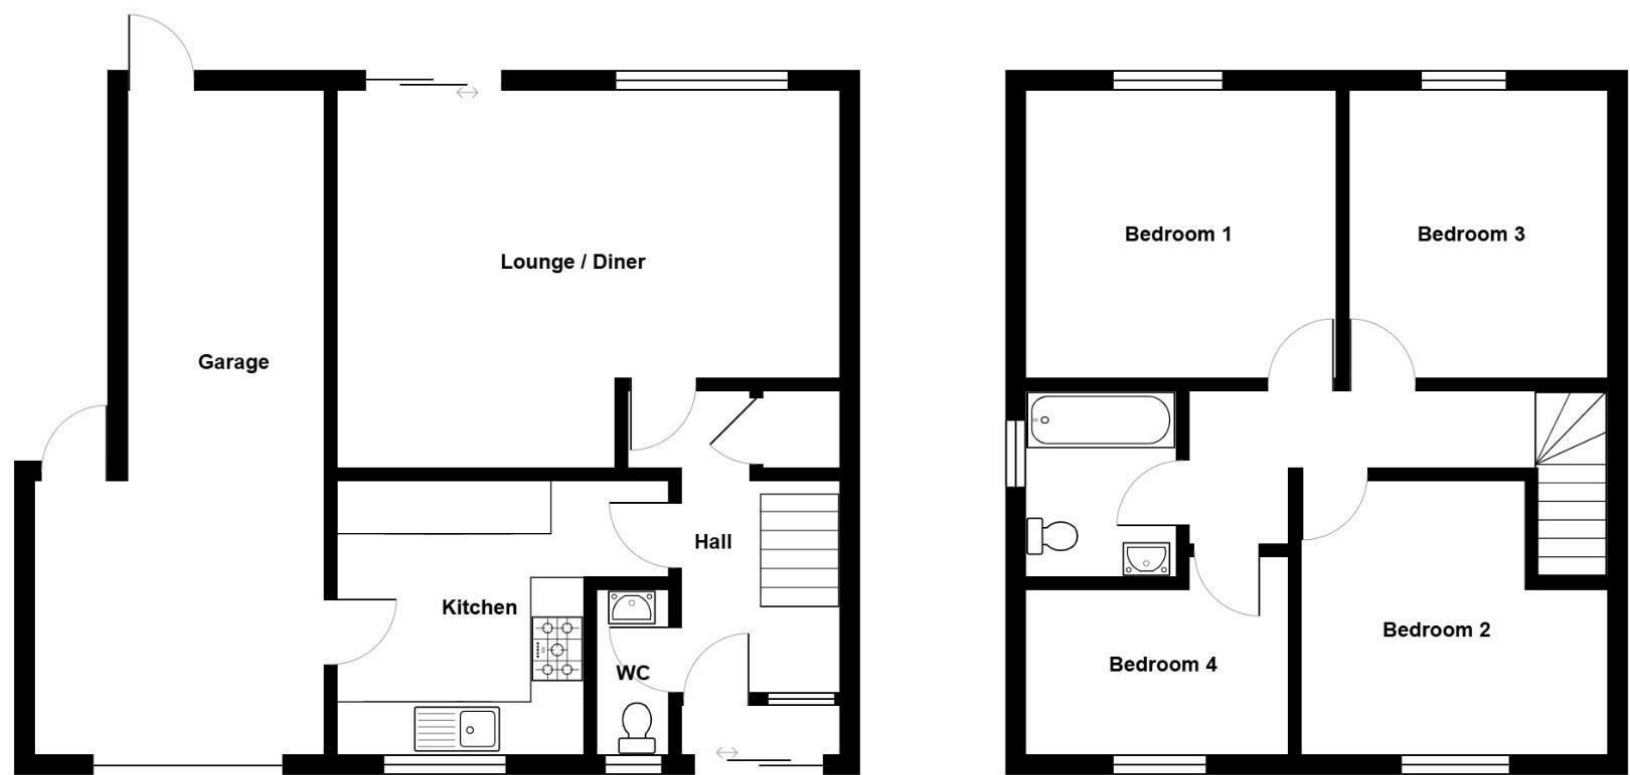 Lounge / Diner
Garage
Hall
Kitchen
WC
Bedroom 1
Bedroom 3
Bedroom 2
Bedroom 4